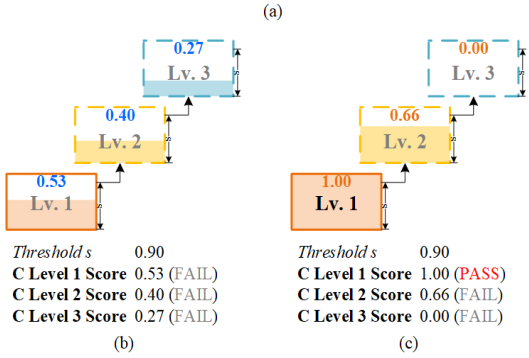 (a)
0.27
Lv. 3
s
0.40
Lv. 2
s
0.53
Lv. 1
s
Threshold s 0.90
C Level 1 Score 0.53 (FAIL)
C Level 2 Score 0.40 (FAIL)
C Level 3 Score 0.27 (FAIL)
(b)
0.00
Lv. 3
s
0.66
Lv. 2
s
1.00
Lv. 1
s
Threshold s 0.90
C Level 1 Score 1.00 (PASS)
C Level 2 Score 0.66 (FAIL)
C Level 3 Score 0.00 (FAIL)
(c)